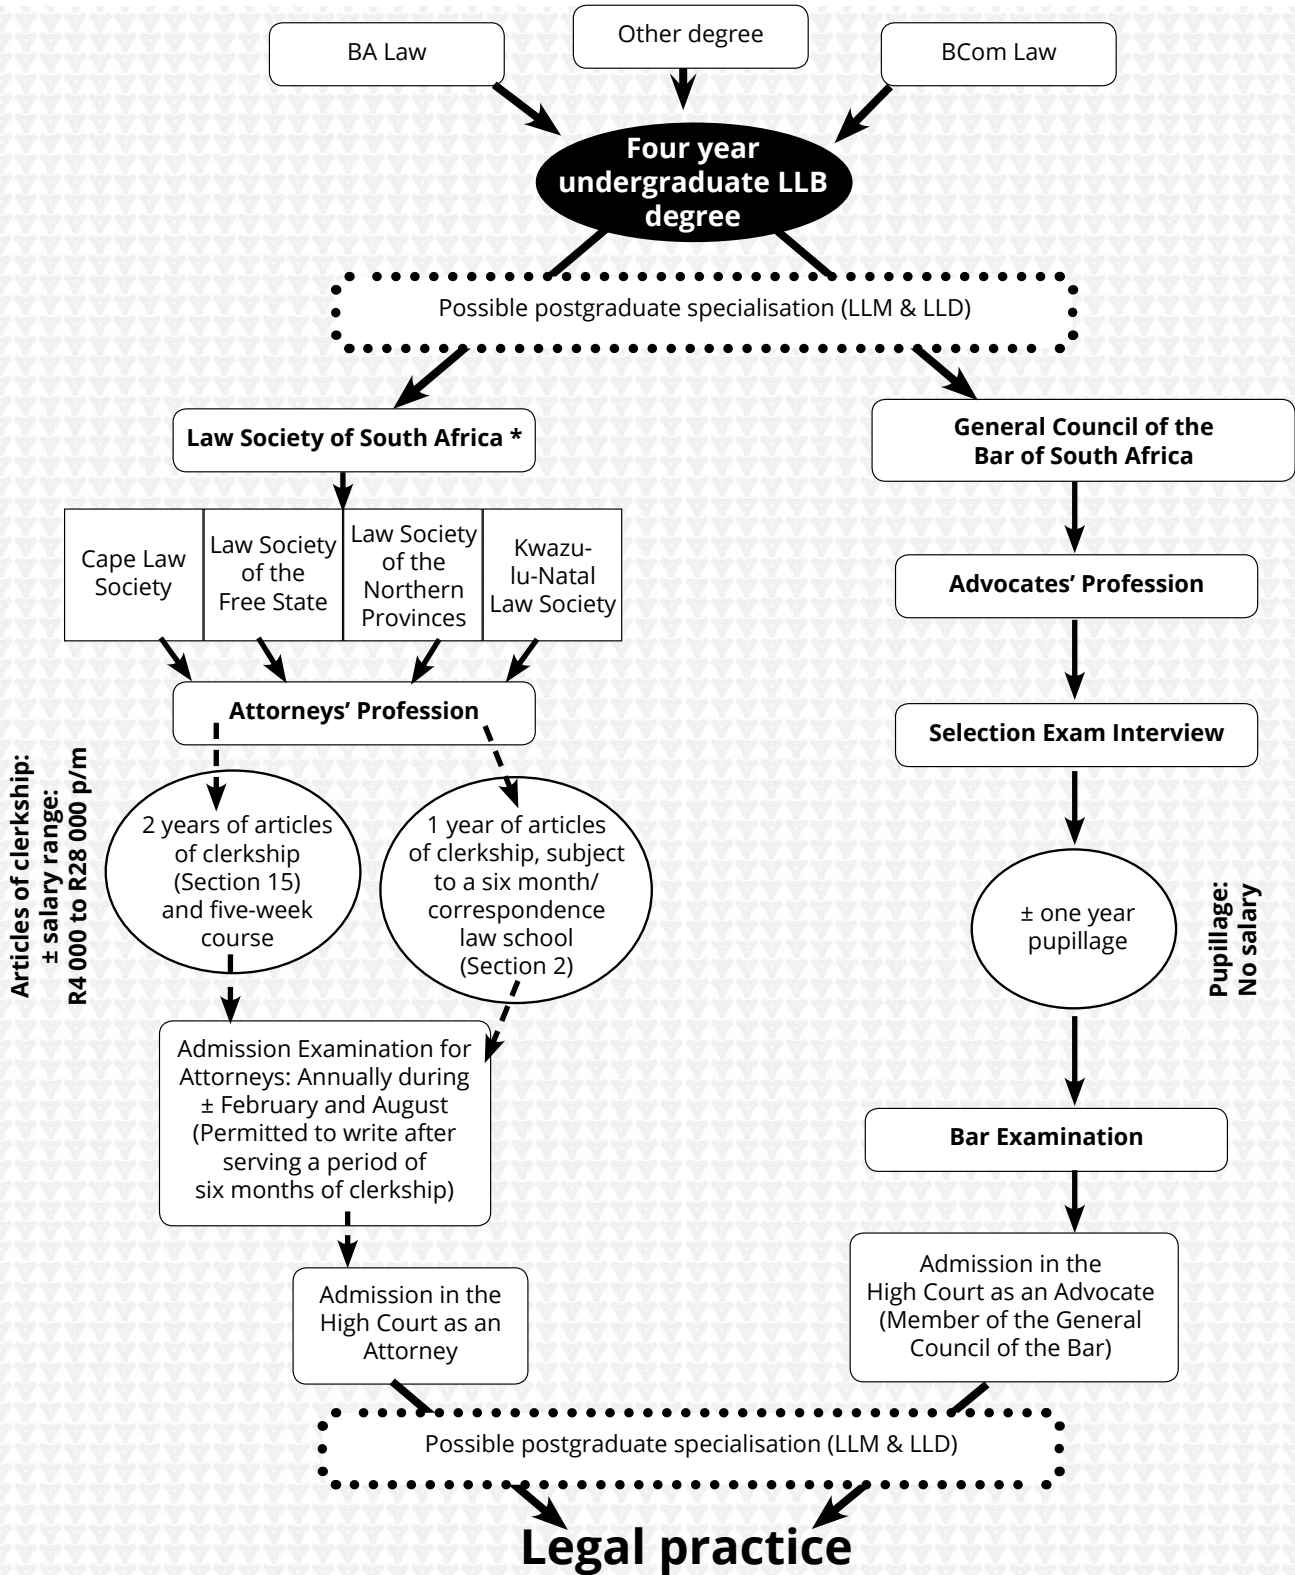 BA Law
Other degree
BCom Law
Four year
undergraduate LLB
degree
Possible postgraduate specialisation (LLM & LLD)
Law Society of South Africa *
General Council of the
Bar of South Africa
Cape Law
Society
Law Society
of the
Free State
Law Society
of the
Northern
Provinces
Kwazu-
lu-Natal
Law Society
Advocates’ Profession
Attorneys’ Profession
Selection Exam Interview
Articles of clerkship:
± salary range:
R4 000 to R28 000 p/m
2 years of articles
of clerkship
(Section 15)
and five-week
course
1 year of articles
of clerkship, subject
to a six month/
correspondence
law school
(Section 2)
± one year
pupillage
Pupillage:
No salary
Admission Examination for
Attorneys: Annually during
± February and August
(Permitted to write after
serving a period of
six months of clerkship)
Bar Examination
Admission in the
High Court as an
Attorney
Admission in the
High Court as an Advocate
(Member of the General
Council of the Bar)
Possible postgraduate specialisation (LLM & LLD)
Legal practice